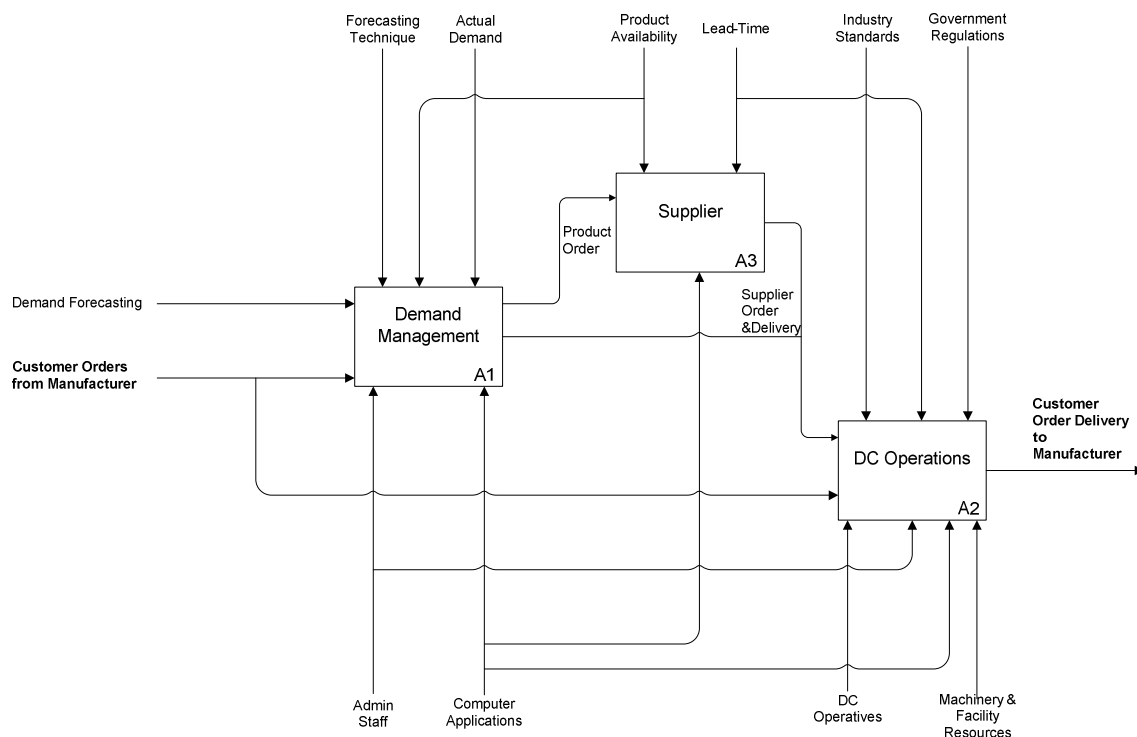 Forecasting
Technique
Actual
Demand
Product
Availability
Lead-Time
Industry
Standards
Government
Regulations
Supplier
A3
Product
Order
Demand Forecasting
Demand
Management
A1
Supplier
Order
&Delivery
Customer Orders
from Manufacturer
Customer
Order Delivery
to
Manufacturer
DC Operations
A2
Admin
Staff
Computer
Applications
DC
Operatives
Machinery &
Facility
Resources